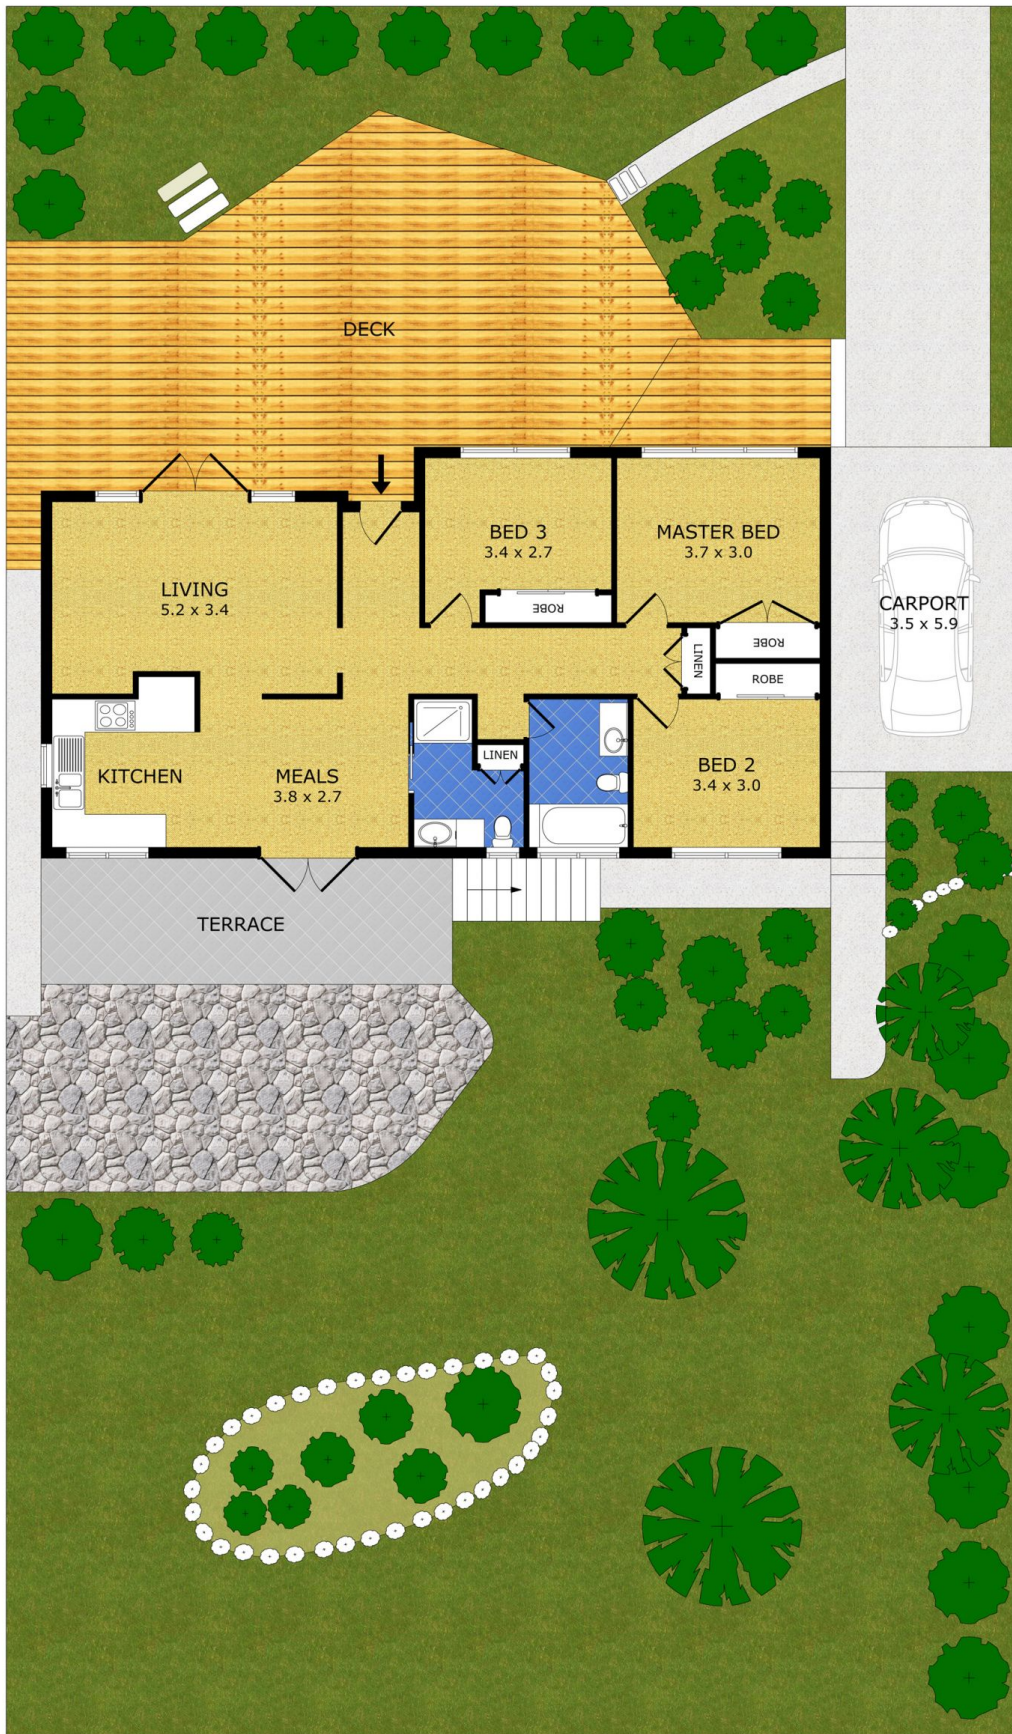 DECK
BED 3
3.4 x 2.7
MASTER BED
3.7 x 3.0
LIVING
5.2 x 3.4
CARPORT
3.5 x 5.9
ROBE
ROBE
LINEN
ROBE
KITCHEN
MEALS
3.8 x 2.7
LINEN
BED 2
3.4 x 3.0
TERRACE